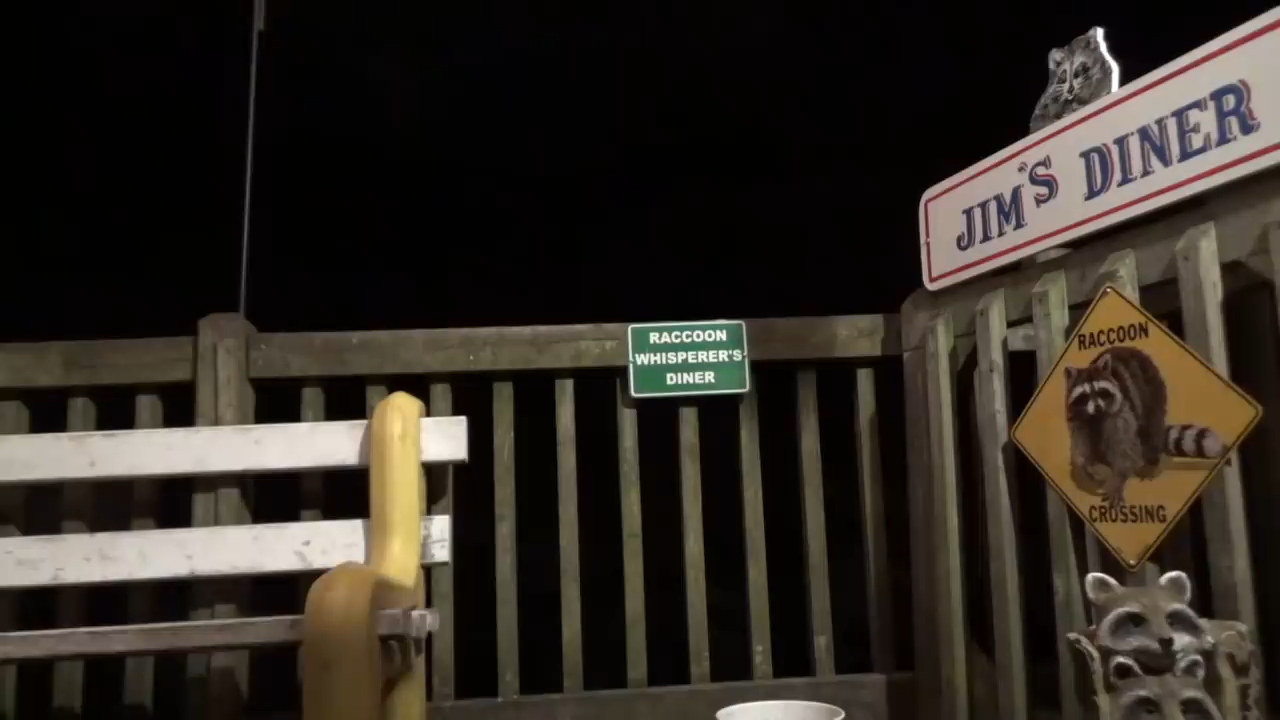 JIM'S DINER
RACCOON
WHISPERER'S
DINER
RACCOON
CROSSING